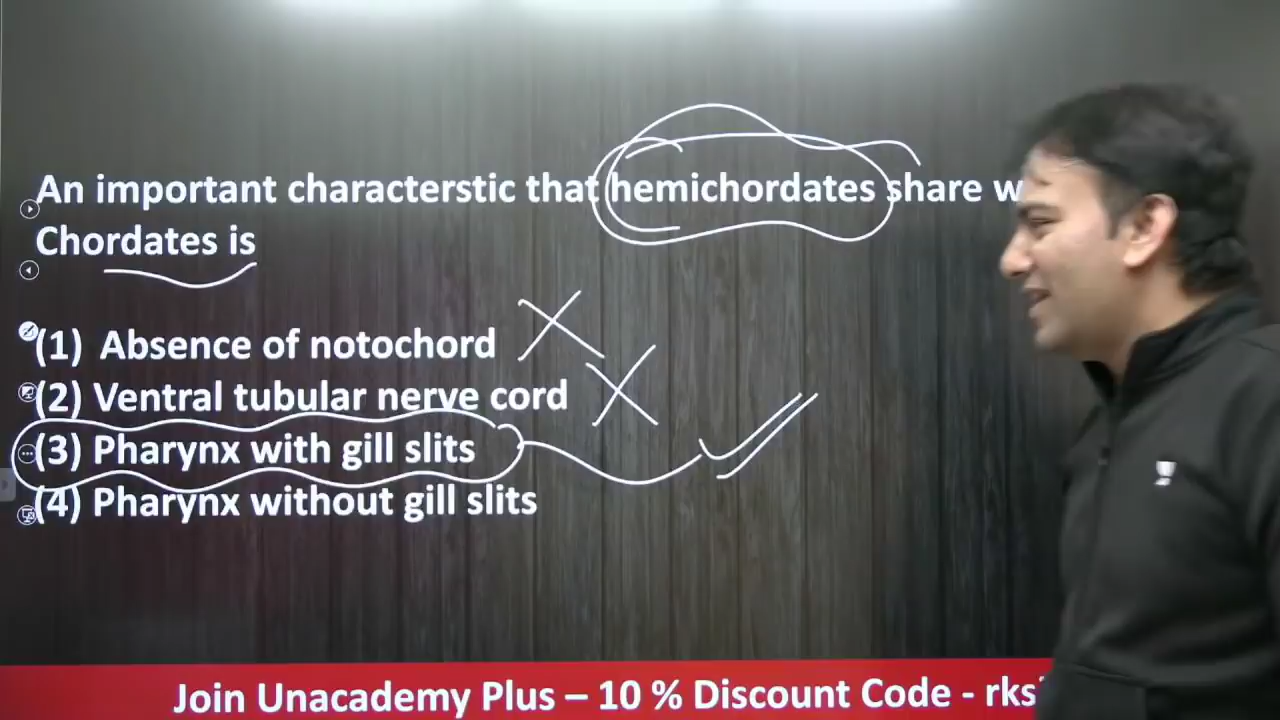 An important characterstic that hemichordates share
Chordates is
(1) Absence of notochord
(2) Ventral tubular nerve cord
(3) Pharynx with gill slits
(4) Pharynx without gill slits
Join Unacademy Plus – 10 % Discount Code -